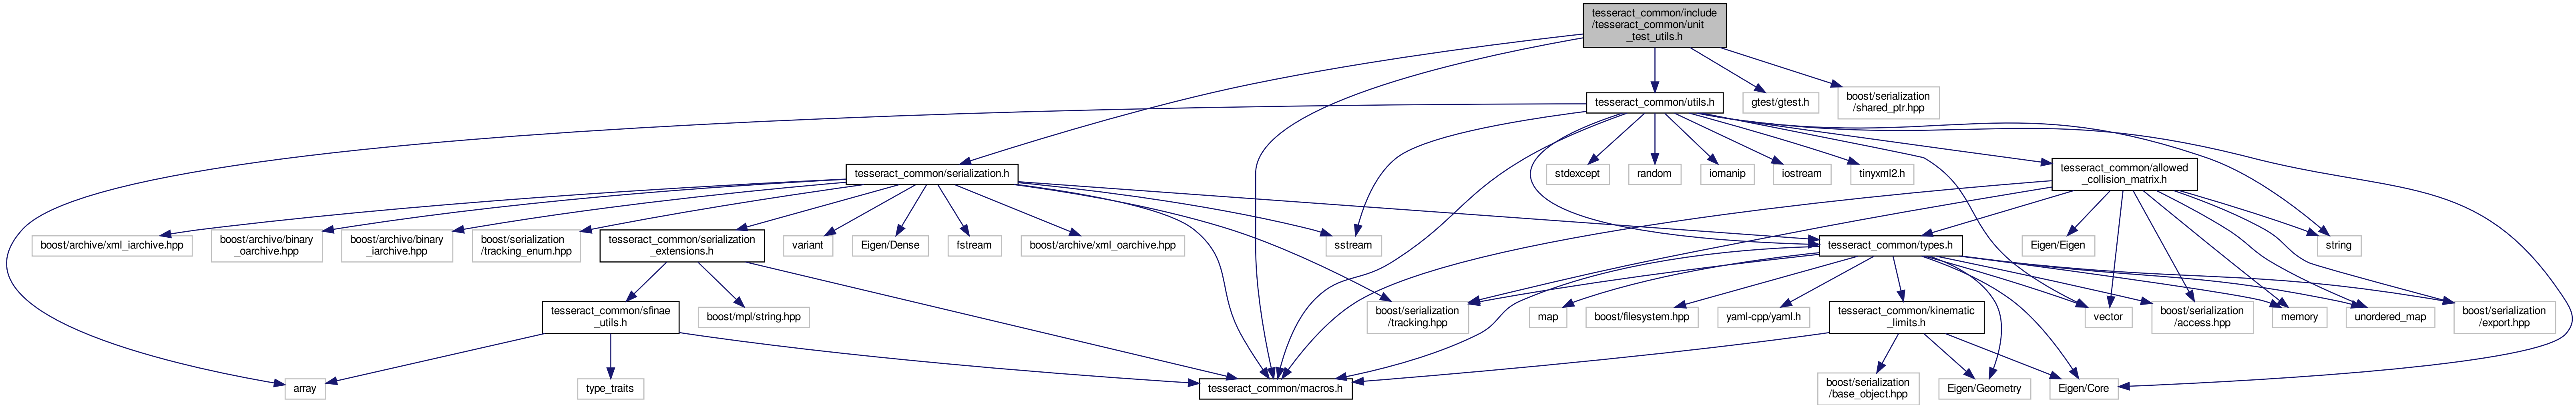 tesseract_common/include
/tesseract_common/unit
_test_utils.h
tesseract_common/utils.h
gtest/gtest.h
boost/serialization
/shared_ptr.hpp
tesseract_common/serialization.h
stdexcept
random
iomanip
iostream
tinyxml2.h
tesseract_common/allowed
_collision_matrix.h
boost/archive/xml_iarchive.hpp
boost/archive/binary
_oarchive.hpp
boost/archive/binary
_iarchive.hpp
boost/serialization
/tracking_enum.hpp
tesseract_common/serialization
_extensions.h
variant
Eigen/Dense
fstream
boost/archive/xml_oarchive.hpp
sstream
tesseract_common/types.h
Eigen/Eigen
string
tesseract_common/sfinae
_utils.h
boost/mpl/string.hpp
boost/serialization
/tracking.hpp
map
boost/filesystem.hpp
yaml-cpp/yaml.h
tesseract_common/kinematic
_limits.h
vector
boost/serialization
/access.hpp
memory
unordered_map
boost/serialization
/export.hpp
array
type_traits
tesseract_common/macros.h
boost/serialization
/base_object.hpp
Eigen/Geometry
Eigen/Core